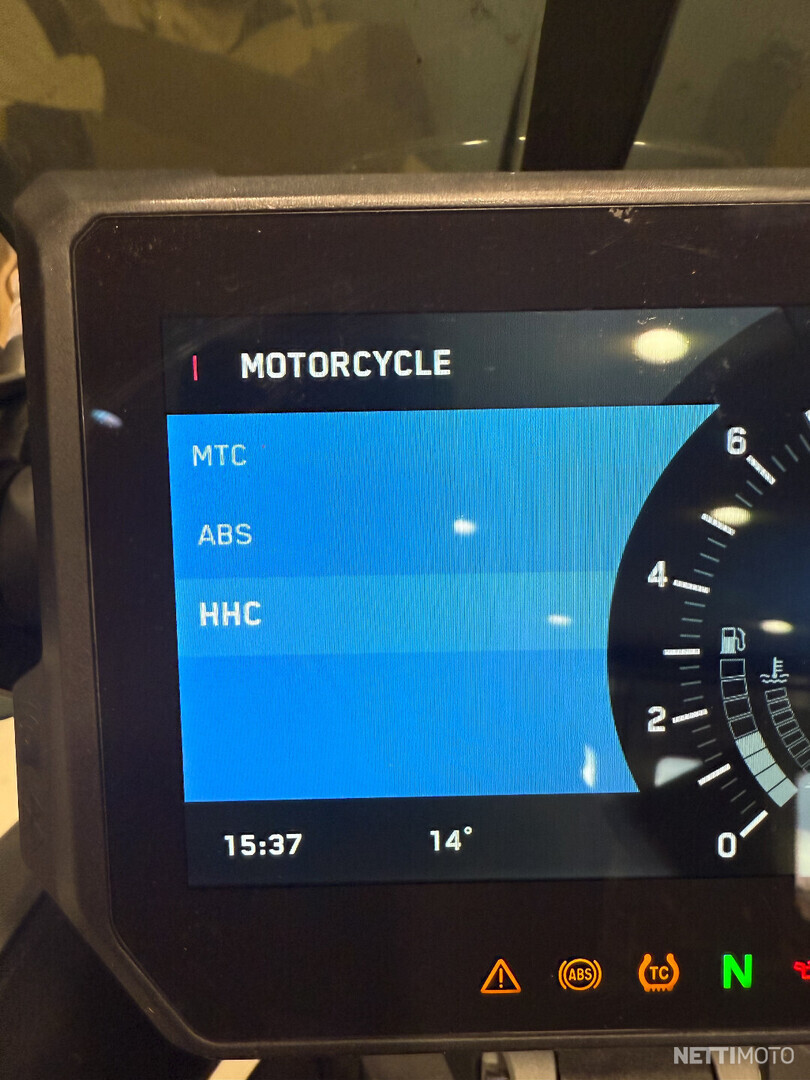 MOTORCYCLE
MTC
ABS
HHC
6
4
2
0
15:37
14°
ABS
TC
N
NETTIMOTO